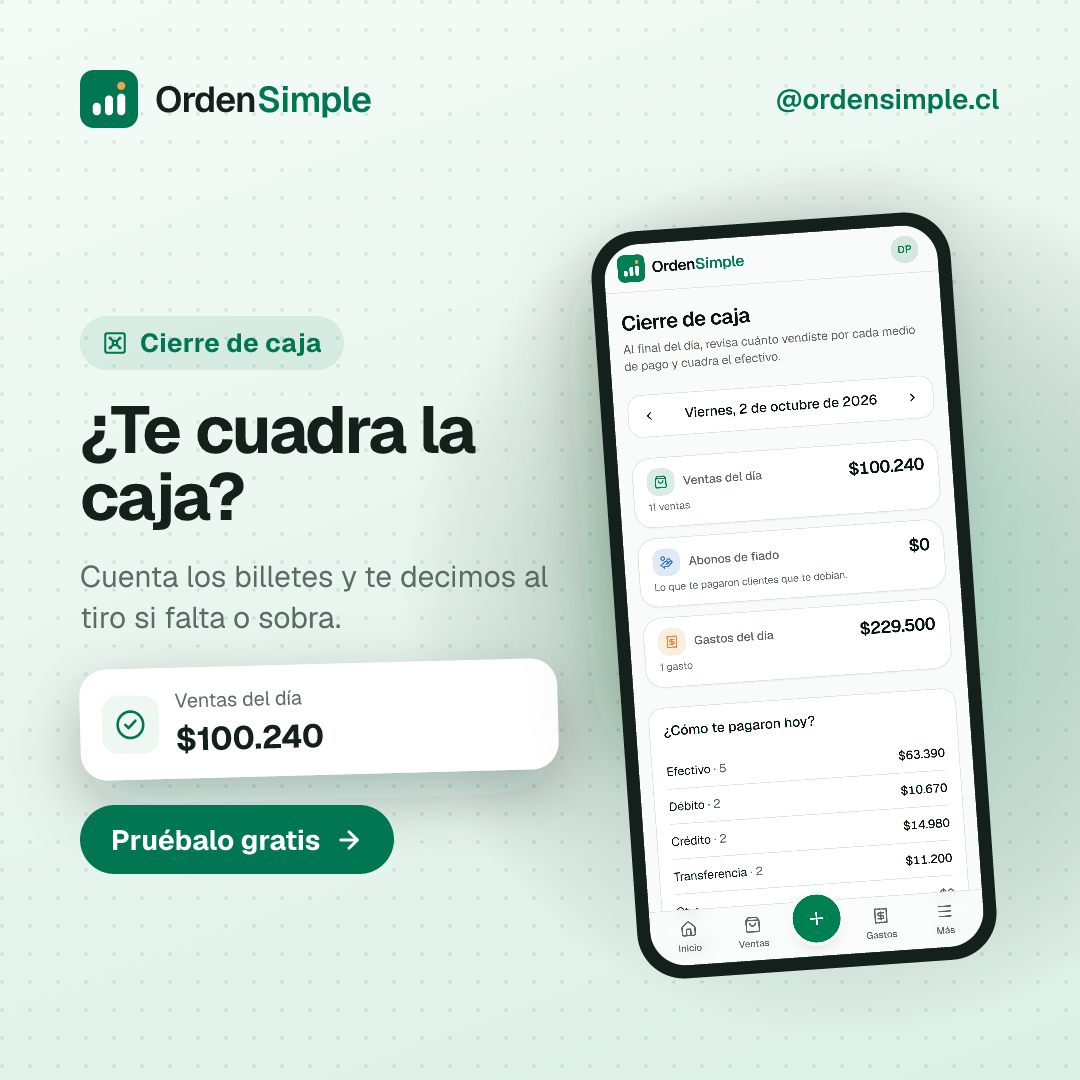 OrdenSimple
@ordensimple.cl
Cierre de caja
¿Te cuadra la
caja?
Cuenta los billetes y te decimos al
tiro si falta o sobra.
Ventas del día
$100.240
Pruébalo gratis →
OrdenSimple
DP
Cierre de caja
Al final del día, revisa cuánto vendiste por cada medio
de pago y cuadra el efectivo.
Viernes, 2 de octubre de 2026
Ventas del día
$100.240
11 ventas
Abonos de fiado
$0
Lo que te pagaron clientes que te debían.
Gastos del día
$229.500
1 gasto
¿Cómo te pagaron hoy?
Efectivo · 5 $63.390
Débito · 2 $10.670
Crédito · 2 $14.980
Transferencia · 2 $11.200
Inicio
Ventas
+
Gastos
Más